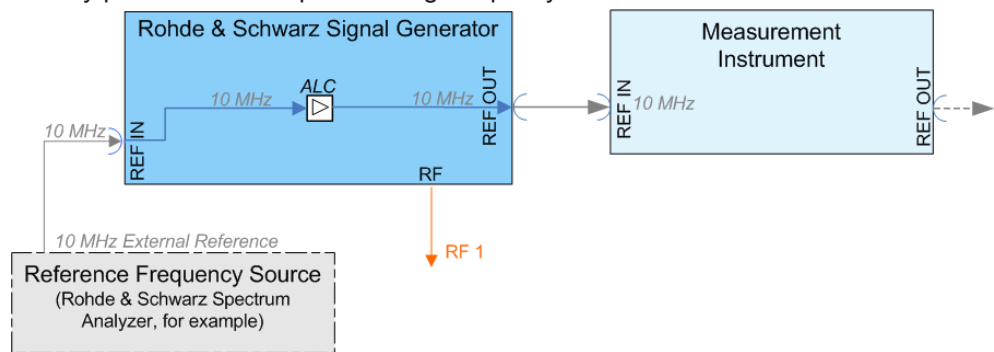 Rohde & Schwarz Signal Generator
Measurement
Instrument
ALC
10 MHz
10 MHz
10 MHz
10 MHz
REF IN
REF OUT
REF IN
REF OUT
RF
RF 1
10 MHz External Reference
Reference Frequency Source
(Rohde & Schwarz Spectrum
Analyzer, for example)